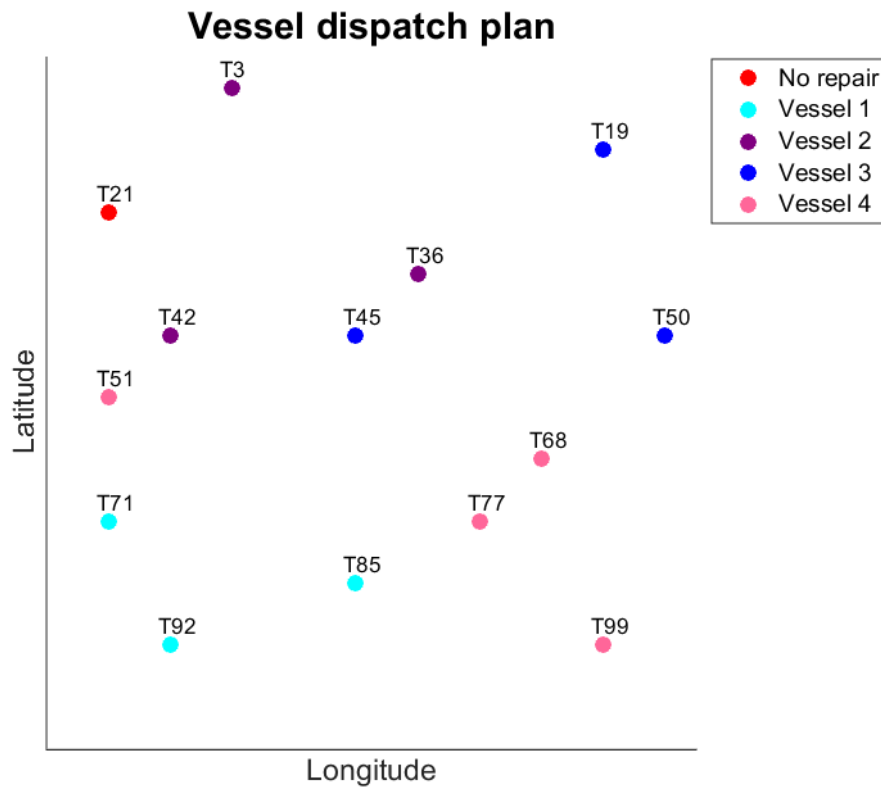 Vessel dispatch plan
T3
T19
T21
T36
T42
T45
T50
T51
T68
T71
T77
T85
T92
T99
Latitude
Longitude
No repair
Vessel 1
Vessel 2
Vessel 3
Vessel 4